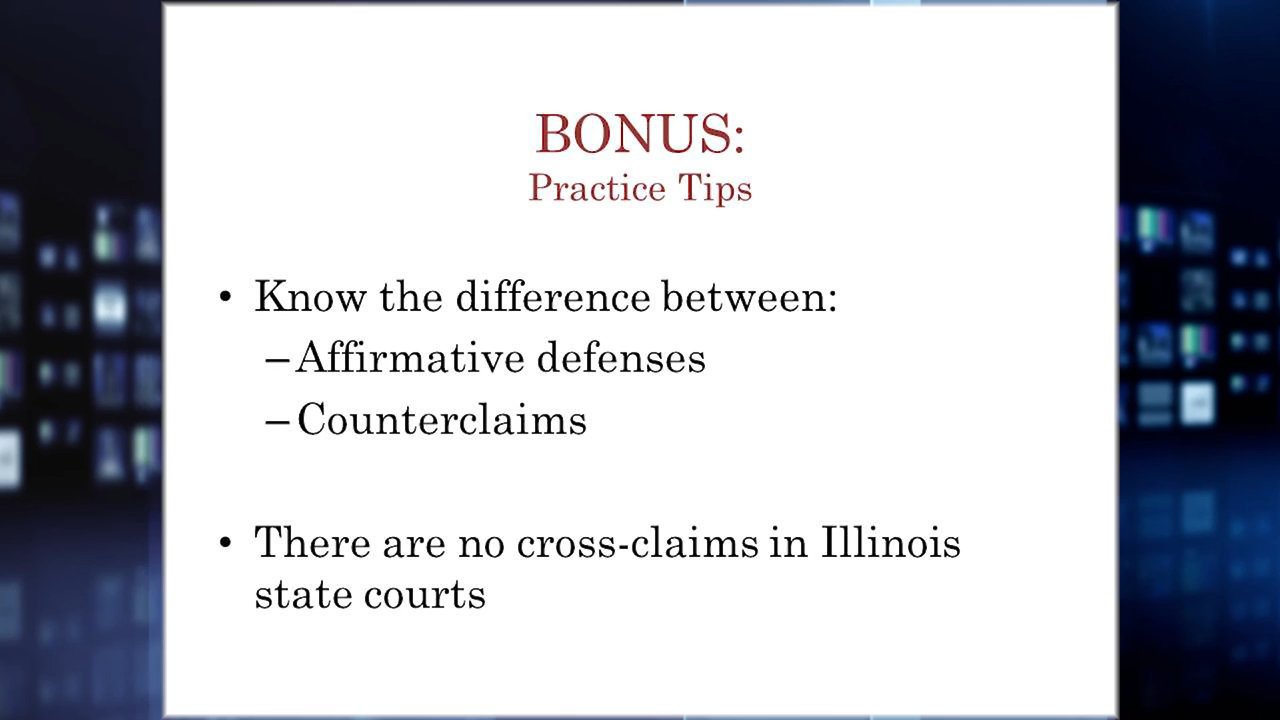 BONUS:
Practice Tips
• Know the difference between:
–Affirmative defenses
–Counterclaims
• There are no cross-claims in Illinois
state courts